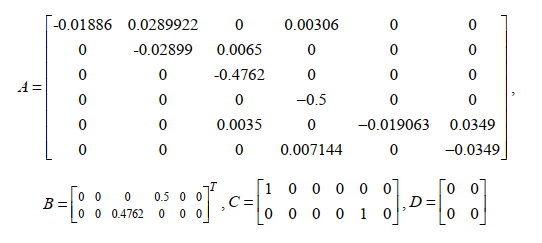 -0.01886 0.0289922 0 0.00306 0 0
0 -0.02899 0.0065 0 0 0
0 0 -0.4762 0 0 0
A = 0 0 0 −0.5 0 0 ,
0 0 0.0035 0 −0.019063 0.0349
0 0 0 0.007144 0 −0.0349
B = [0 0 0 0.5 0 0 T , C = [1 0 0 0 0 0] , D = [0 0]
0 0 0.4762 0 0 0] 0 0 0 0 1 0 0 0